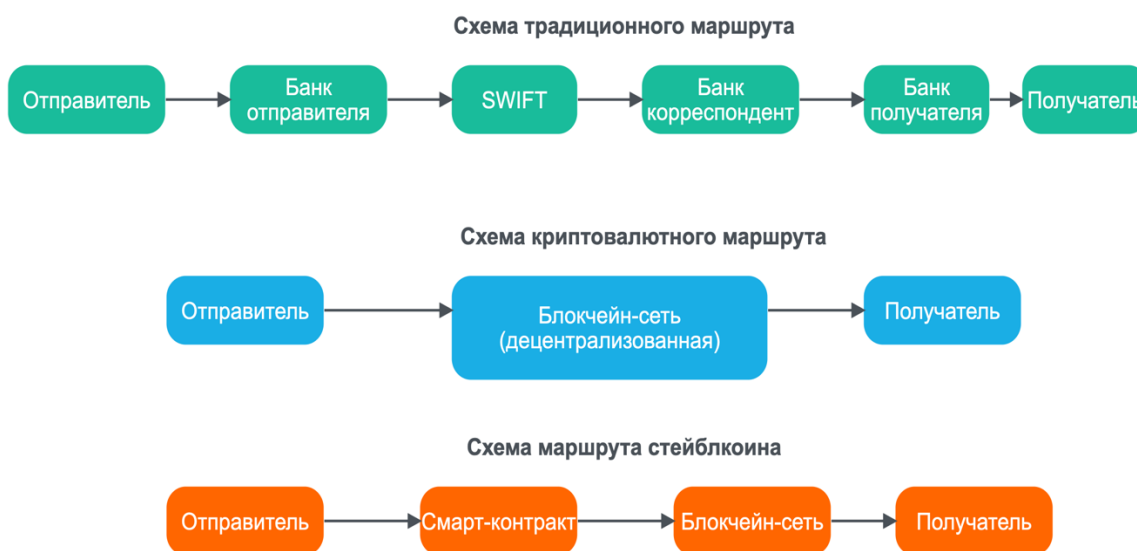 Схема традиционного маршрута
Отправитель
Банк
отправителя
SWIFT
Банк
корреспондент
Банк
получателя
Получатель
Схема криптовалютного маршрута
Отправитель
Блокчейн-сеть
(децентрализованная)
Получатель
Схема маршрута стейблкоина
Отправитель
Смарт-контракт
Блокчейн-сеть
Получатель